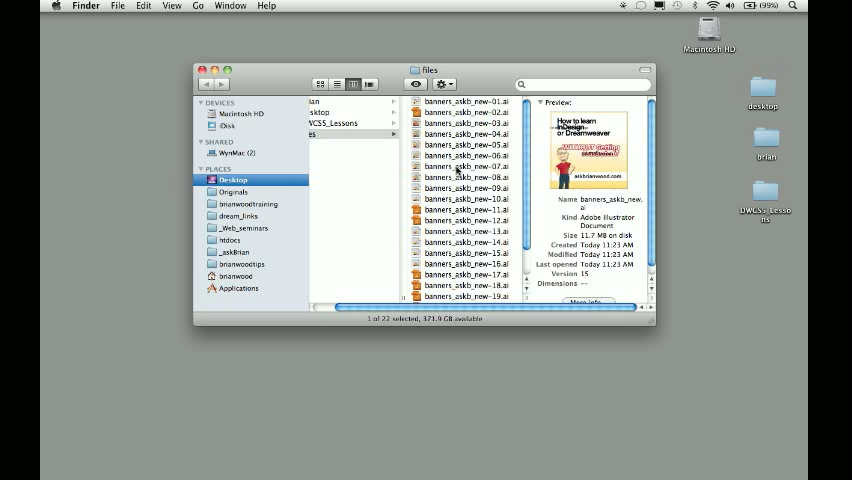 Finder File Edit View Go Window Help (99%)
Macintosh HD
desktop
brian
DWCS5_Lesso
ns
files
DEVICES
Macintosh HD
iDisk
SHARED
WynMac (2)
PLACES
Desktop
Originals
brianwoodtraining
dream_links
_Web_seminars
htdocs
_askBrian
brianwoodtips
brianwood
Applications
ian
sktop
WCS5_Lessons
es
banners_askb_new-01.ai
banners_askb_new-02.ai
banners_askb_new-03.ai
banners_askb_new-04.ai
banners_askb_new-05.ai
banners_askb_new-06.ai
banners_askb_new-07.ai
banners_askb_new-08.ai
banners_askb_new-09.ai
banners_askb_new-10.ai
banners_askb_new-11.ai
banners_askb_new-12.ai
banners_askb_new-13.ai
banners_askb_new-14.ai
banners_askb_new-15.ai
banners_askb_new-16.ai
banners_askb_new-17.ai
banners_askb_new-18.ai
banners_askb_new-19.ai
Preview:
How to learn
InDesign
or Dreamweaver
WITHOUT Getting
askbrianwood.com
Name banners_askb_new.
ai
Kind Adobe Illustrator
Document
Size 11.7 MB on disk
Created Today 11:23 AM
Modified Today 11:23 AM
Last opened Today 11:23 AM
Version 15
Dimensions --
More info...
1 of 22 selected, 371.9 GB available